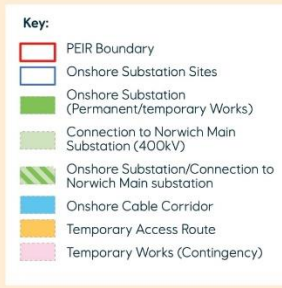 Key:
PEIR Boundary
Onshore Substation Sites
Onshore Substation
(Permanent/temporary Works)
Connection to Norwich Main
Substation (400kV)
Onshore Substation/Connection to
Norwich Main substation
Onshore Cable Corridor
Temporary Access Route
Temporary Works (Contingency)